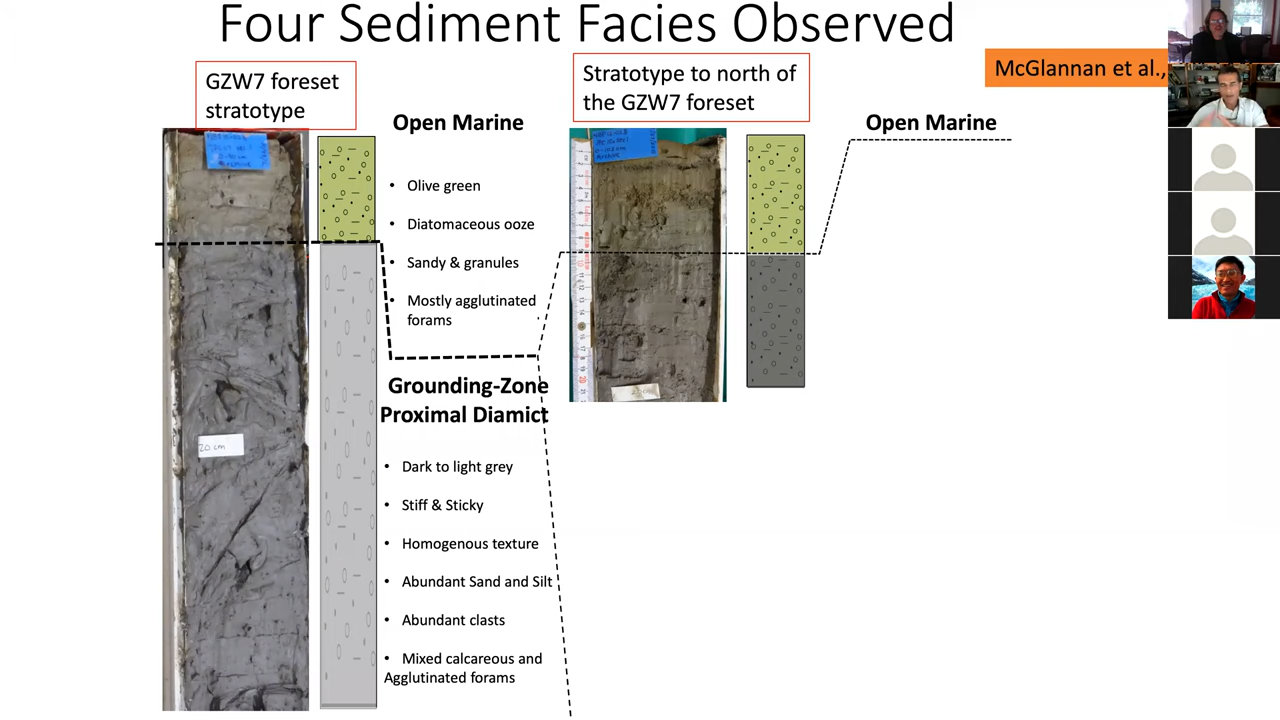 Four Sediment Facies Observed
GZW7 foreset
stratotype
Stratotype to north of
the GZW7 foreset
McGlannan et al.,
Open Marine
• Olive green
• Diatomaceous ooze
• Sandy & granules
• Mostly agglutinated
forams
Grounding-Zone
Proximal Diamict
• Dark to light grey
• Stiff & Sticky
• Homogenous texture
• Abundant Sand and Silt
• Abundant clasts
• Mixed calcareous and
Agglutinated forams
Open Marine
20 cm